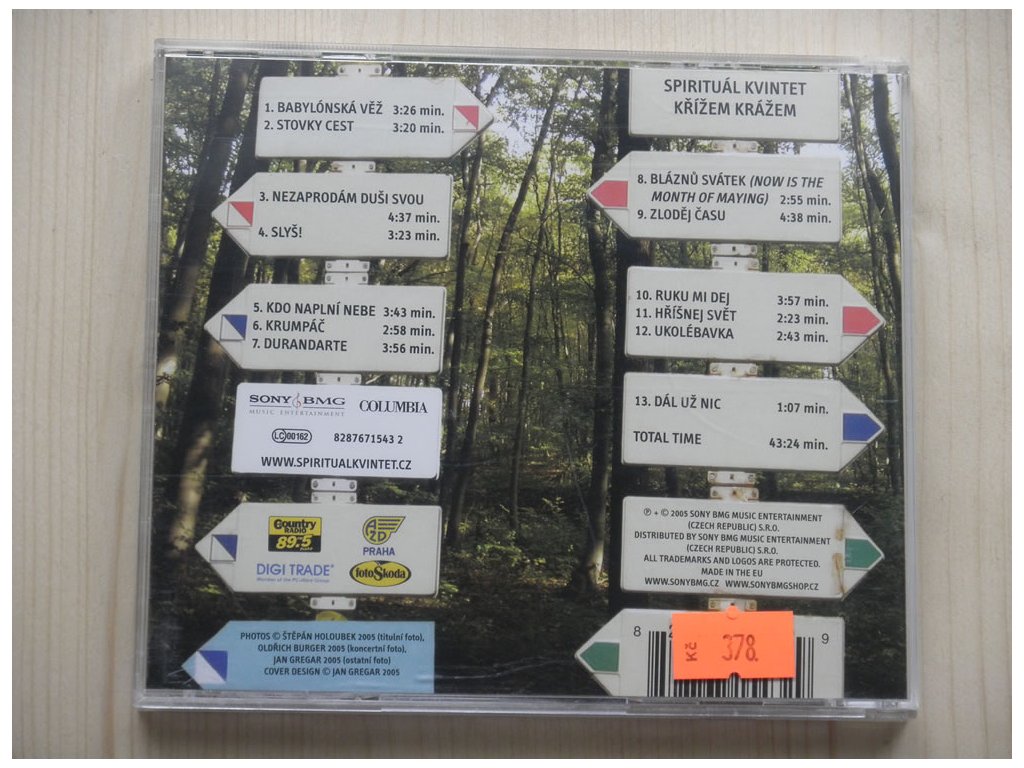 1. BABYLÓNSKÁ VĚŽ 3:26 min.
2. STOVKY CEST 3:20 min.
3. NEZAPRODÁM DUŠI SVOU
4:37 min.
4. SLYŠ! 3:23 min.
5. KDO NAPLNÍ NEBE 3:43 min.
6. KRUMPÁČ 2:58 min.
7. DURANDARTE 3:56 min.
SONY BMG
MUSIC ENTERTAINMENT
COLUMBIA
LC 00162
8287671543 2
WWW.SPIRITUALKVINTET.CZ
Country
RADIO
89.5
AŽD
PRAHA
DIGI TRADE
fotoŠkoda
PHOTOS © ŠTĚPÁN HOLOUBEK 2005 (titulní foto),
OLDŘICH BURGER 2005 (koncertní foto),
JAN GREGAR 2005 (ostatní foto)
COVER DESIGN © JAN GREGAR 2005
SPIRITUÁL KVINTET
KŘÍŽEM KRÁŽEM
8. BLÁZNŮ SVÁTEK (NOW IS THE
MONTH OF MAYING) 2:55 min.
9. ZLODĚJ ČASU 4:38 min.
10. RUKU MI DEJ 3:57 min.
11. HŘÍŠNEJ SVĚT 2:23 min.
12. UKOLÉBAVKA 2:43 min.
13. DÁL UŽ NIC 1:07 min.
TOTAL TIME 43:24 min.
℗ + © 2005 SONY BMG MUSIC ENTERTAINMENT
(CZECH REPUBLIC) S.R.O.
DISTRIBUTED BY SONY BMG MUSIC ENTERTAINMENT
(CZECH REPUBLIC) S.R.O.
ALL TRADEMARKS AND LOGOS ARE PROTECTED.
MADE IN THE EU
WWW.SONYBMG.CZ WWW.SONYBMGSHOP.CZ
8 9
Kč 378.